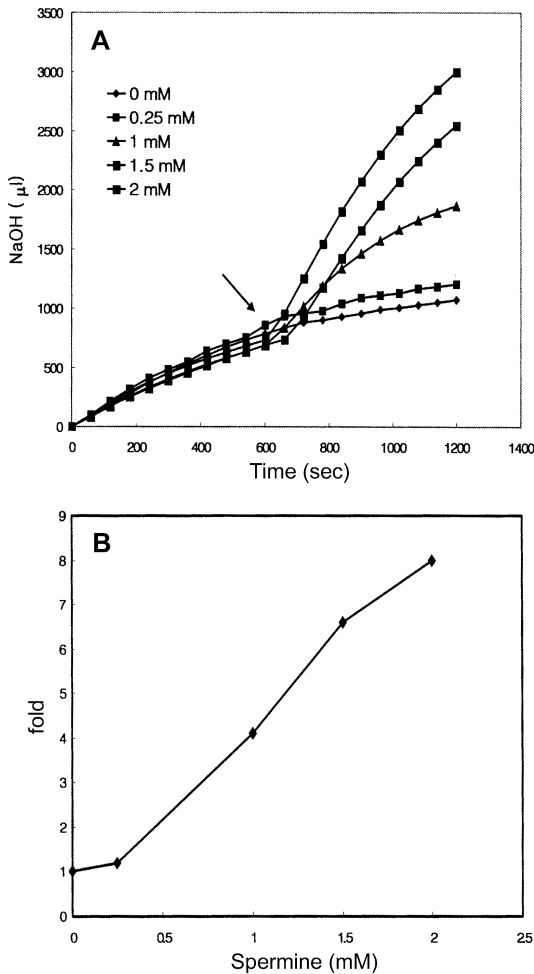 A
3500
3000
2500
2000
1500
1000
500
0
NaOH ( μl)
0 mM
0.25 mM
1 mM
1.5 mM
2 mM
0 200 400 600 800 1000 1200 1400
Time (sec)
B
9
8
7
6
5
4
3
2
1
0
fold
0 0.5 1 1.5 2 2.5
Spermine (mM)